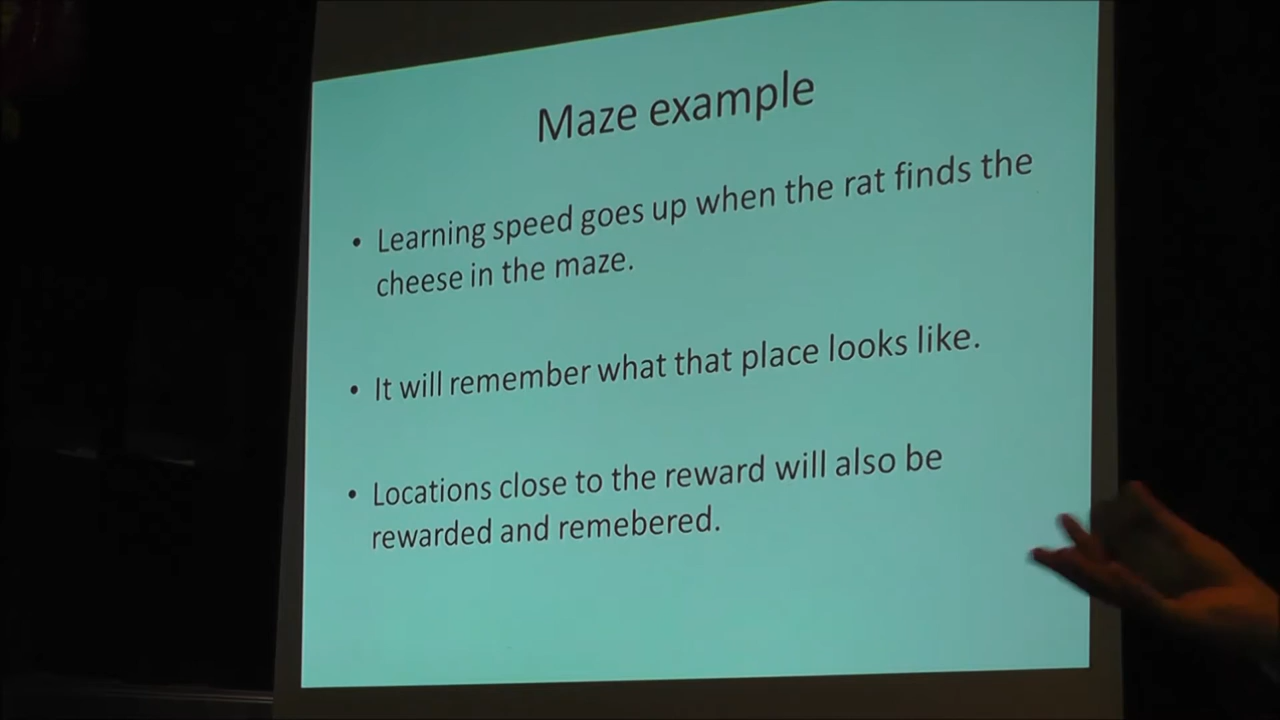 Maze example
• Learning speed goes up when the rat finds the
cheese in the maze.
• It will remember what that place looks like.
• Locations close to the reward will also be
rewarded and remebered.